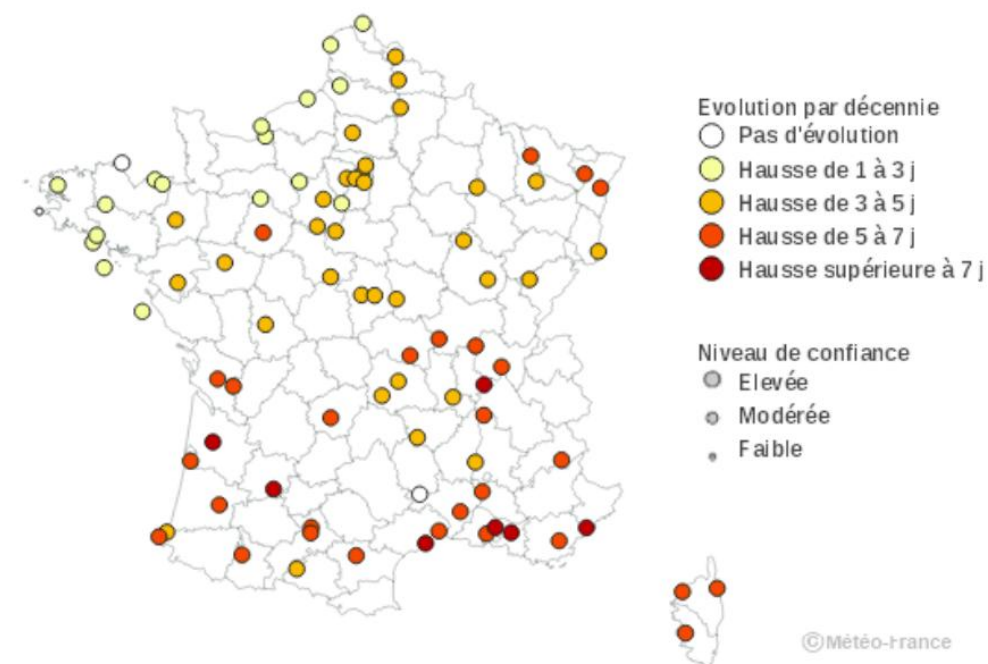 Evolution par décennie
Pas d'évolution
Hausse de 1 à 3 j
Hausse de 3 à 5 j
Hausse de 5 à 7 j
Hausse supérieure à 7 j
Niveau de confiance
Elevée
Modérée
Faible
©Météo-France